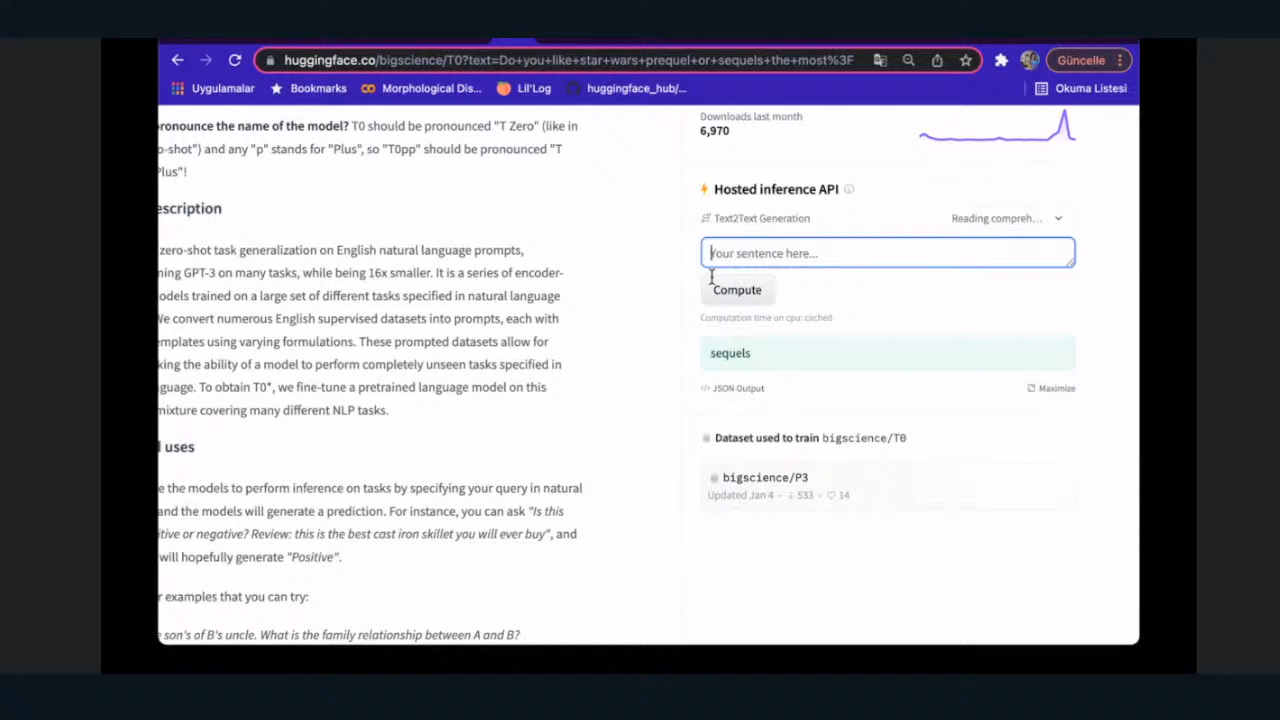 huggingface.co/bigscience/T0?text=Do+you+like+star+wars+prequel+or+sequels+the+most%3F
Güncelle
Uygulamalar
Bookmarks
Morphological Dis...
Lil'Log
huggingface_hub/...
Okuma Listesi
pronounce the name of the model? T0 should be pronounced "T Zero" (like in
o-shot") and any "p" stands for "Plus", so "T0pp" should be pronounced "T
Plus"!
escription
zero-shot task generalization on English natural language prompts,
ming GPT-3 on many tasks, while being 16x smaller. It is a series of encoder-
odels trained on a large set of different tasks specified in natural language
We convert numerous English supervised datasets into prompts, each with
emplates using varying formulations. These prompted datasets allow for
king the ability of a model to perform completely unseen tasks specified in
guage. To obtain T0*, we fine-tune a pretrained language model on this
mixture covering many different NLP tasks.
uses
e the models to perform inference on tasks by specifying your query in natural
and the models will generate a prediction. For instance, you can ask "Is this
itive or negative? Review: this is the best cast iron skillet you will ever buy", and
will hopefully generate "Positive".
r examples that you can try:
e son's of B's uncle. What is the family relationship between A and B?
Downloads last month
6,970
Hosted inference API
Text2Text Generation
Reading compreh...
Your sentence here...
Compute
Computation time on cpu: cached
sequels
JSON Output
Maximize
Dataset used to train bigscience/T0
bigscience/P3
Updated Jan 4 • ↓ 533 • ♡ 14